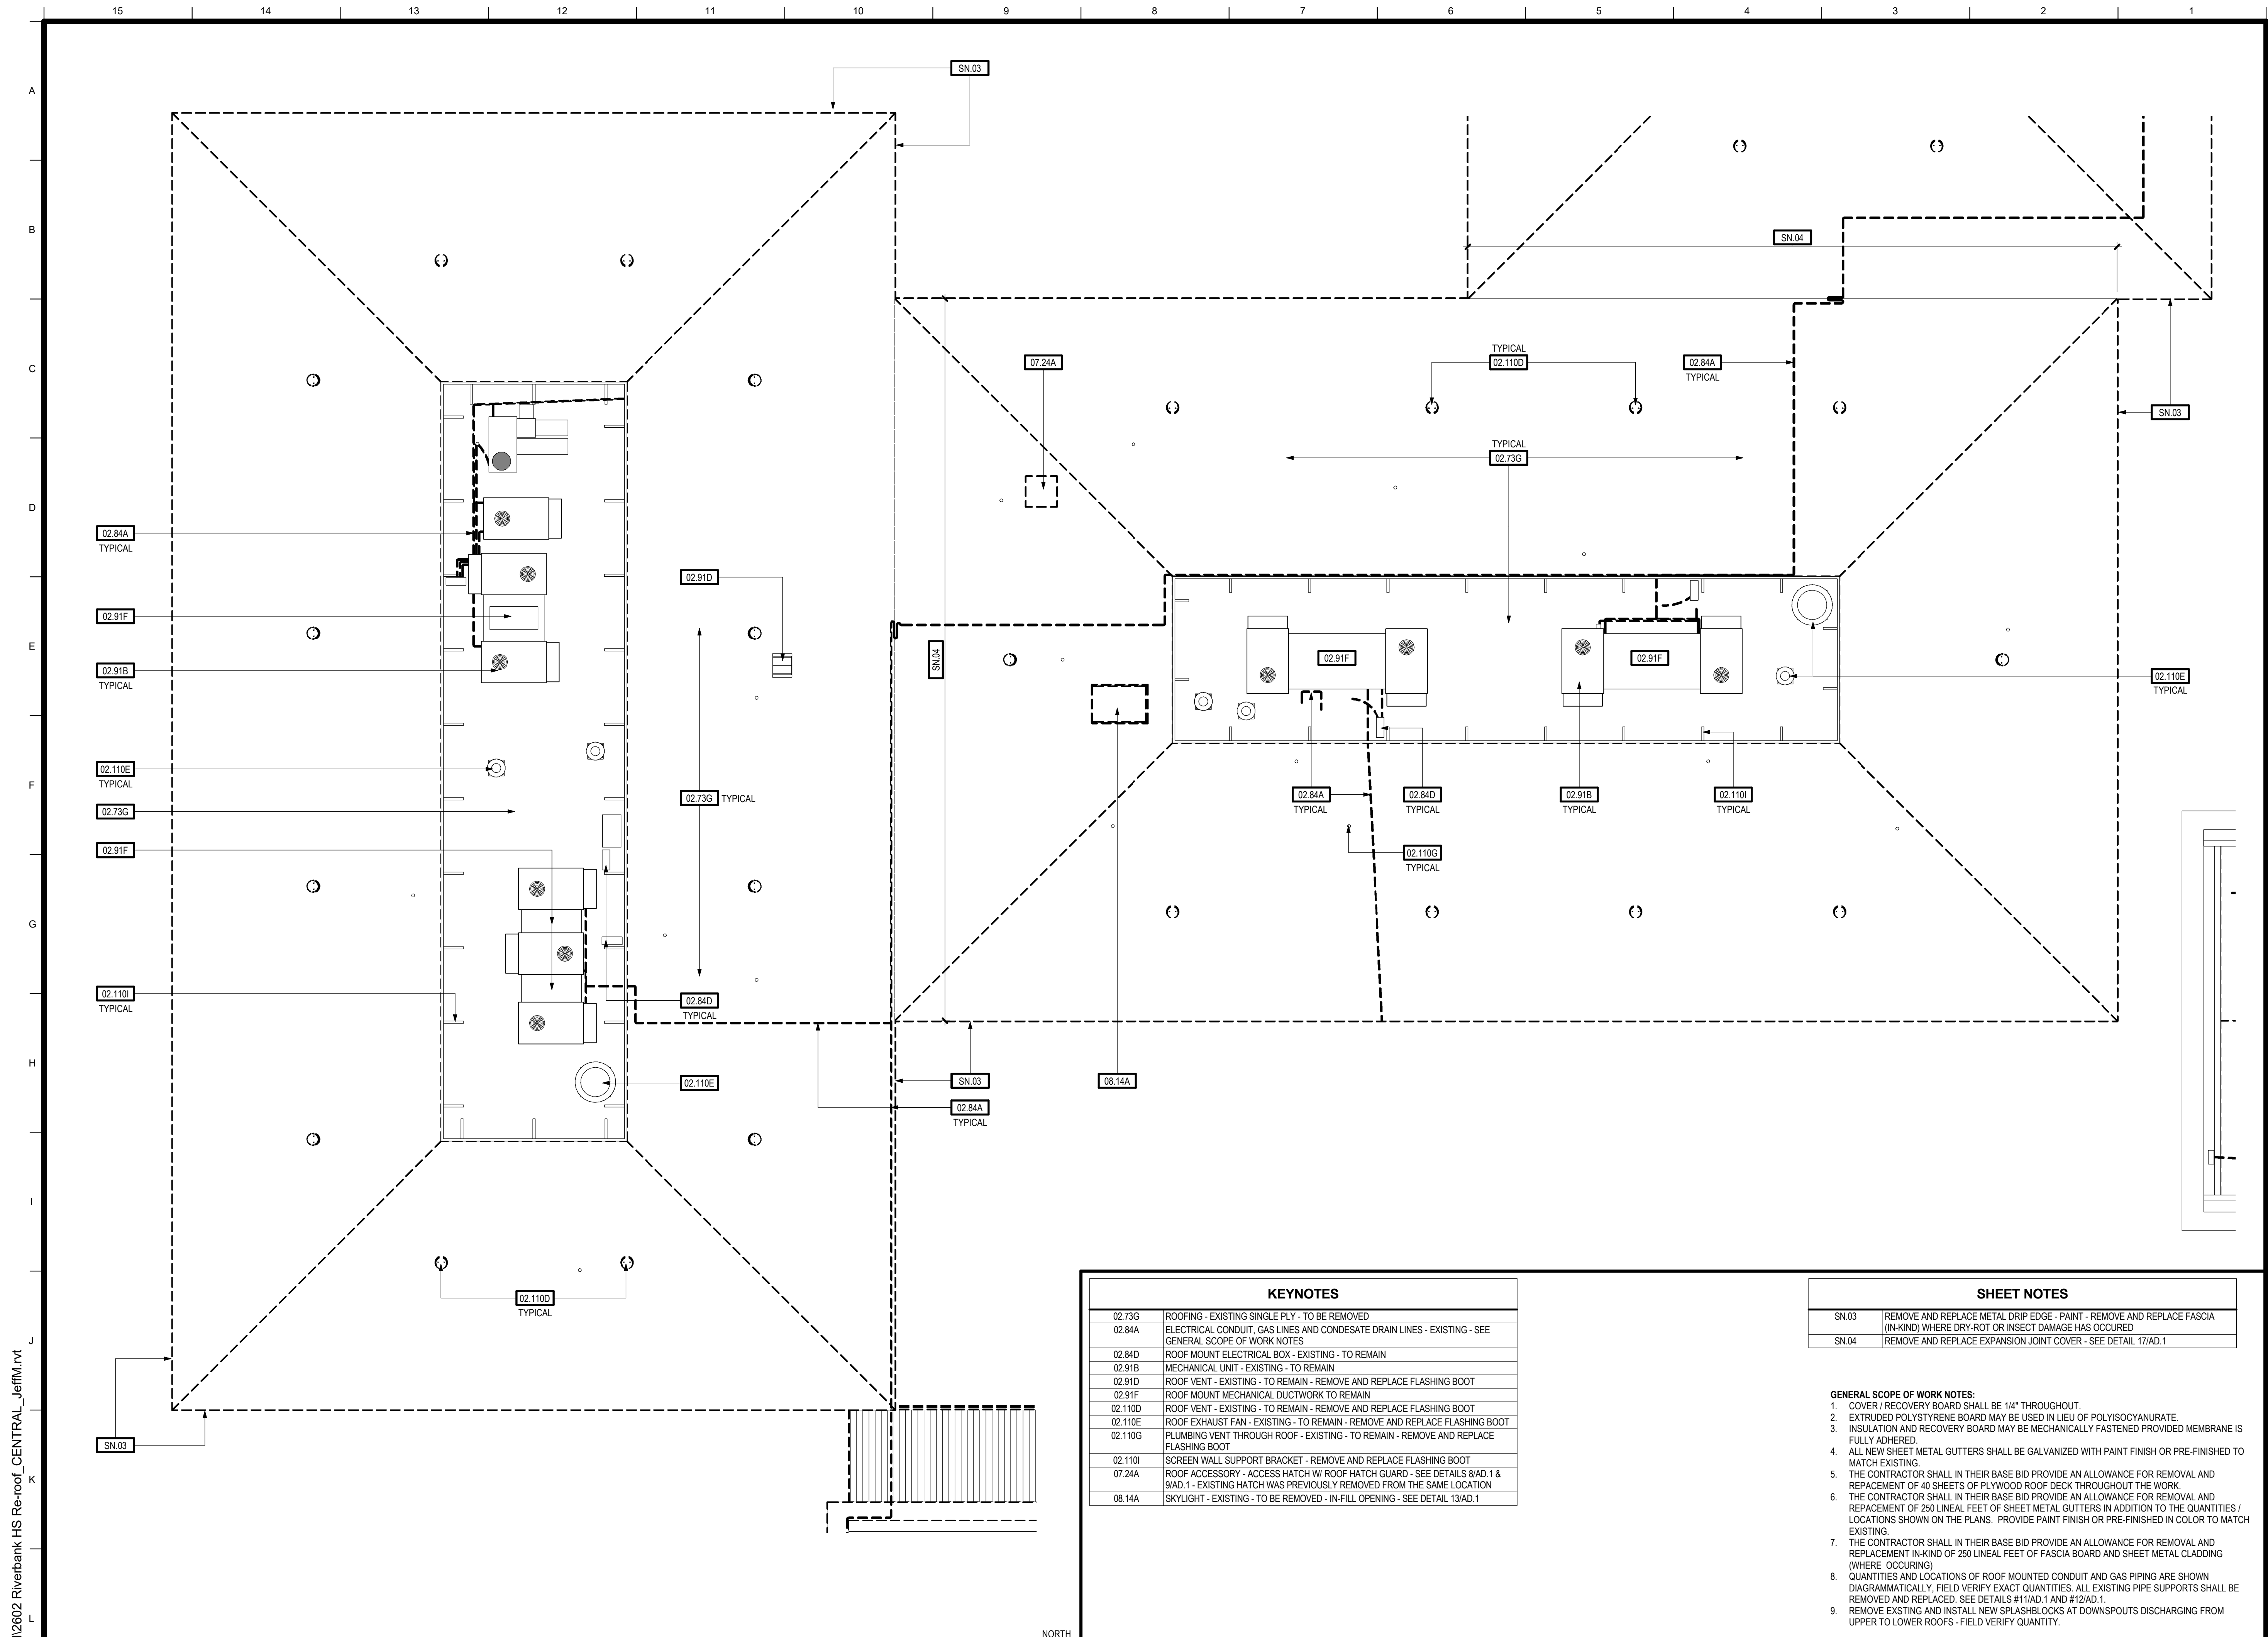 15 14 13 12 11 10 9 8 7 6 5 4 3 2 1
A
B
C
D
E
F
G
H
I
J
K
L
SN.03
SN.04
07.24A
TYPICAL
02.110D
02.84A
TYPICAL
SN.03
TYPICAL
02.73G
02.84A
TYPICAL
02.91D
02.91F
SN.04
02.91F
02.91F
02.91B
TYPICAL
02.110E
TYPICAL
02.110E
TYPICAL
02.73G
02.73G TYPICAL
02.84A
TYPICAL
02.84D
TYPICAL
02.91B
TYPICAL
02.110I
TYPICAL
02.91F
02.110G
TYPICAL
02.110I
TYPICAL
02.84D
TYPICAL
02.110E
SN.03
08.14A
02.84A
TYPICAL
02.110D
TYPICAL
SN.03
KEYNOTES
02.73G ROOFING - EXISTING SINGLE PLY - TO BE REMOVED
02.84A ELECTRICAL CONDUIT, GAS LINES AND CONDESATE DRAIN LINES - EXISTING - SEE
GENERAL SCOPE OF WORK NOTES
02.84D ROOF MOUNT ELECTRICAL BOX - EXISTING - TO REMAIN
02.91B MECHANICAL UNIT - EXISTING - TO REMAIN
02.91D ROOF VENT - EXISTING - TO REMAIN - REMOVE AND REPLACE FLASHING BOOT
02.91F ROOF MOUNT MECHANICAL DUCTWORK TO REMAIN
02.110D ROOF VENT - EXISTING - TO REMAIN - REMOVE AND REPLACE FLASHING BOOT
02.110E ROOF EXHAUST FAN - EXISTING - TO REMAIN - REMOVE AND REPLACE FLASHING BOOT
02.110G PLUMBING VENT THROUGH ROOF - EXISTING - TO REMAIN - REMOVE AND REPLACE
FLASHING BOOT
02.110I SCREEN WALL SUPPORT BRACKET - REMOVE AND REPLACE FLASHING BOOT
07.24A ROOF ACCESSORY - ACCESS HATCH W/ ROOF HATCH GUARD - SEE DETAILS 8/AD.1 &
9/AD.1 - EXISTING HATCH WAS PREVIOUSLY REMOVED FROM THE SAME LOCATION
08.14A SKYLIGHT - EXISTING - TO BE REMOVED - IN-FILL OPENING - SEE DETAIL 13/AD.1
SHEET NOTES
SN.03 REMOVE AND REPLACE METAL DRIP EDGE - PAINT - REMOVE AND REPLACE FASCIA
(IN-KIND) WHERE DRY-ROT OR INSECT DAMAGE HAS OCCURED
SN.04 REMOVE AND REPLACE EXPANSION JOINT COVER - SEE DETAIL 17/AD.1
GENERAL SCOPE OF WORK NOTES:
1. COVER / RECOVERY BOARD SHALL BE 1/4" THROUGHOUT.
2. EXTRUDED POLYSTYRENE BOARD MAY BE USED IN LIEU OF POLYISOCYANURATE.
3. INSULATION AND RECOVERY BOARD MAY BE MECHANICALLY FASTENED PROVIDED MEMBRANE IS
FULLY ADHERED.
4. ALL NEW SHEET METAL GUTTERS SHALL BE GALVANIZED WITH PAINT FINISH OR PRE-FINISHED TO
MATCH EXISTING.
5. THE CONTRACTOR SHALL IN THEIR BASE BID PROVIDE AN ALLOWANCE FOR REMOVAL AND
REPACEMENT OF 40 SHEETS OF PLYWOOD ROOF DECK THROUGHOUT THE WORK.
6. THE CONTRACTOR SHALL IN THEIR BASE BID PROVIDE AN ALLOWANCE FOR REMOVAL AND
REPACEMENT OF 250 LINEAL FEET OF SHEET METAL GUTTERS IN ADDITION TO THE QUANTITIES /
LOCATIONS SHOWN ON THE PLANS. PROVIDE PAINT FINISH OR PRE-FINISHED IN COLOR TO MATCH
EXISTING.
7. THE CONTRACTOR SHALL IN THEIR BASE BID PROVIDE AN ALLOWANCE FOR REMOVAL AND
REPLACEMENT IN-KIND OF 250 LINEAL FEET OF FASCIA BOARD AND SHEET METAL CLADDING
(WHERE OCCURING)
8. QUANTITIES AND LOCATIONS OF ROOF MOUNTED CONDUIT AND GAS PIPING ARE SHOWN
DIAGRAMMATICALLY, FIELD VERIFY EXACT QUANTITIES. ALL EXISTING PIPE SUPPORTS SHALL BE
REMOVED AND REPLACED. SEE DETAILS #11/AD.1 AND #12/AD.1.
9. REMOVE EXSTING AND INSTALL NEW SPLASHBLOCKS AT DOWNSPOUTS DISCHARGING FROM
UPPER TO LOWER ROOFS - FIELD VERIFY QUANTITY.
NORTH
\2602 Riverbank HS Re-roof_CENTRAL_JeffM.rvt